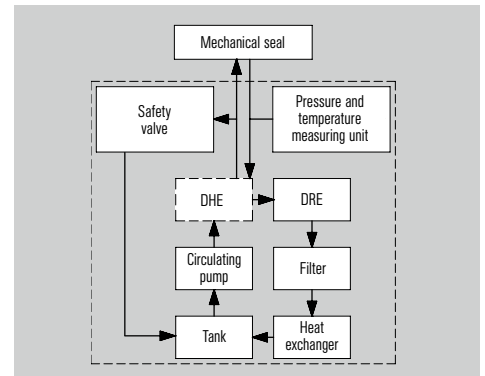 Mechanical seal
Safety
valve
Pressure and
temperature
measuring unit
DHE
DRE
Circulating
pump
Filter
Tank
Heat
exchanger